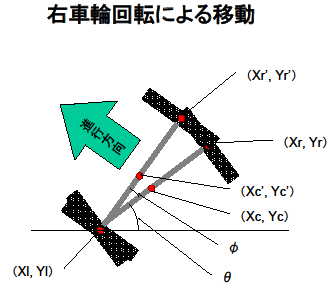 右車輪回転による移動
(Xr', Yr')
進行方向
(Xr, Yr)
(Xc', Yc')
(Xc, Yc)
φ
(Xl, Yl)
θ